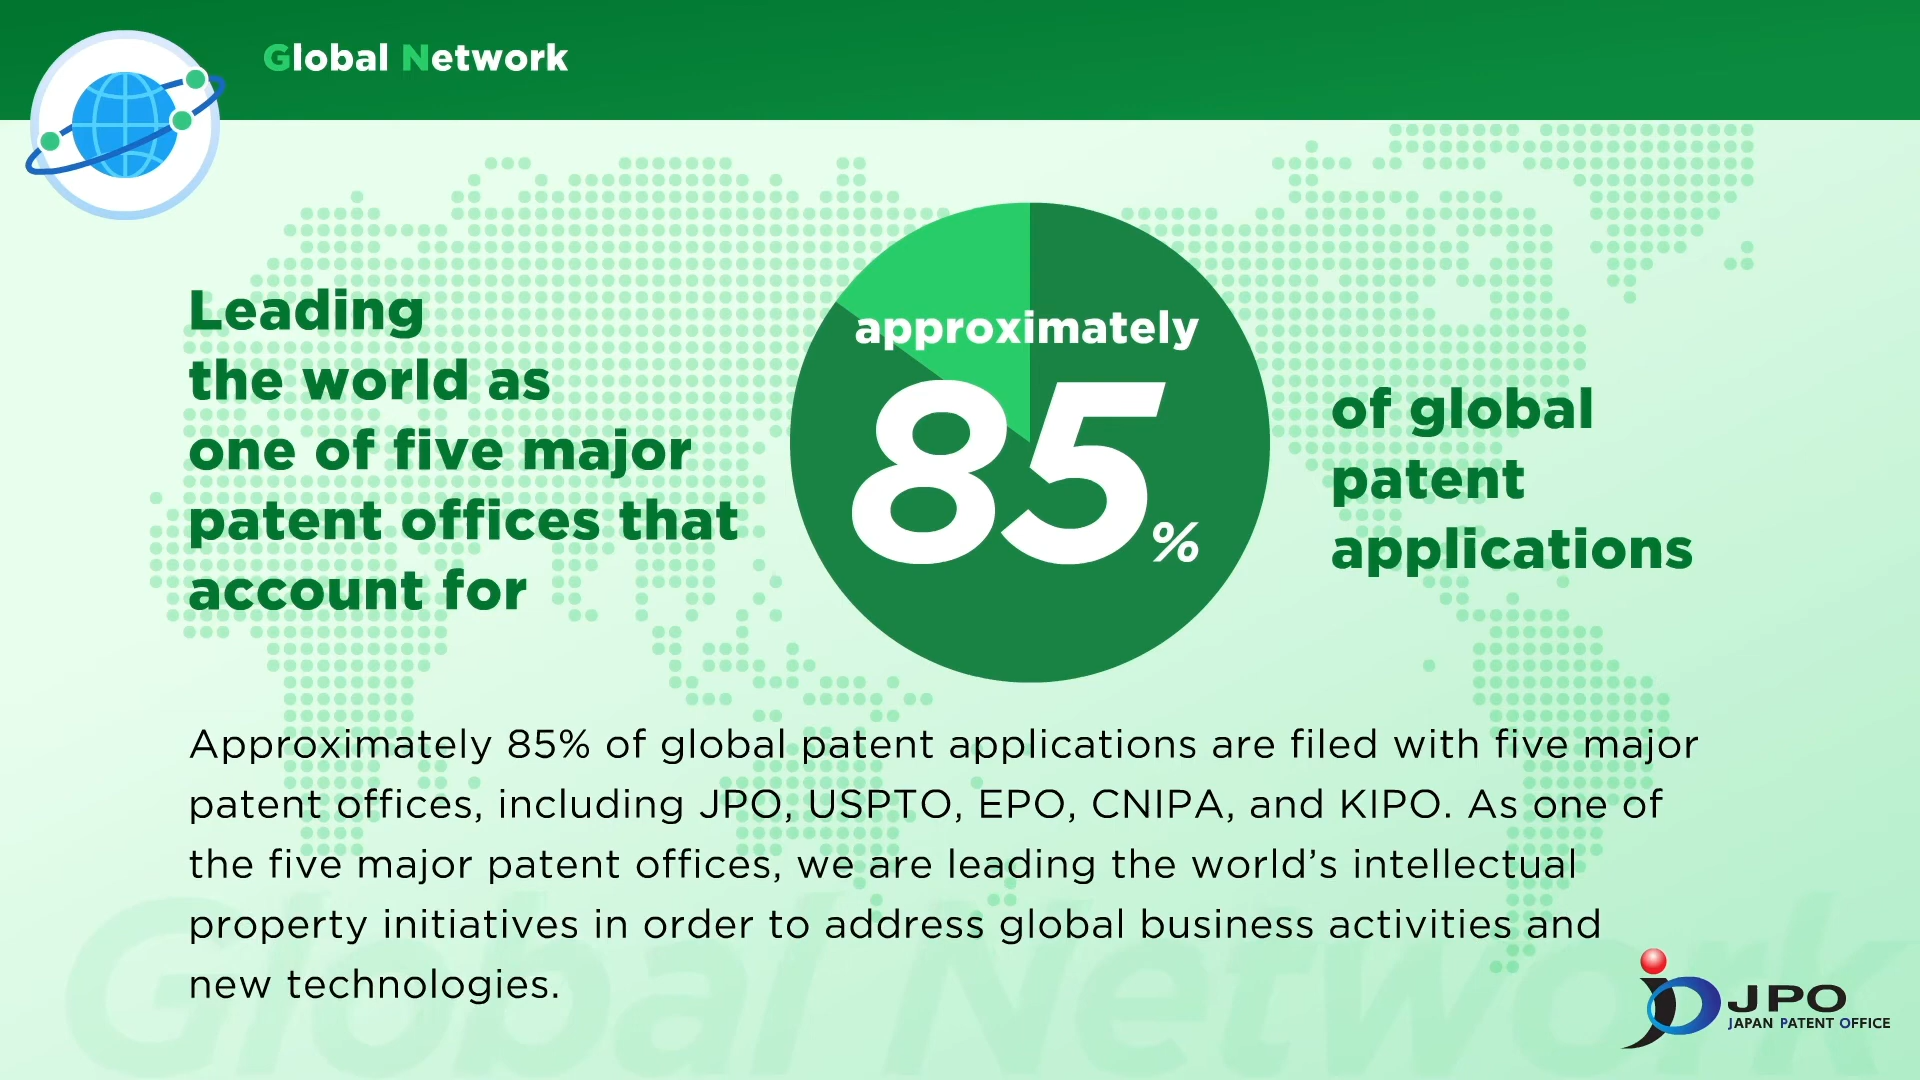 Global Network
Leading
the world as
one of five major
patent offices that
account for
approximately
85%
of global
patent
applications
Approximately 85% of global patent applications are filed with five major
patent offices, including JPO, USPTO, EPO, CNIPA, and KIPO. As one of
the five major patent offices, we are leading the world’s intellectual
property initiatives in order to address global business activities and
new technologies.
Global Network
JPO
JAPAN PATENT OFFICE